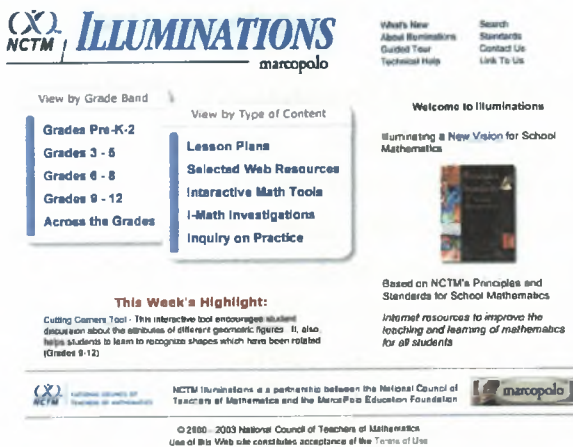 NCTM
ILLUMINATIONS
marcopolo
What's New
About Illuminations
Guided Tour
Technical Help
Search
Standards
Contact Us
Link To Us
View by Grade Band
Grades Pre-K-2
Grades 3 - 5
Grades 6 - 8
Grades 9 - 12
Across the Grades
View by Type of Content
Lesson Plans
Selected Web Resources
Interactive Math Tools
i-Math Investigations
Inquiry on Practice
Welcome to Illuminations
Illuminating a New Vision for School
Mathematics
Based on NCTM's Principles and
Standards for School Mathematics
Internet resources to improve the
teaching and learning of mathematics
for all students
This Week's Highlight:
Cutting Corners Tool - This interactive tool encourages student
discussion about the attributes of different geometric figures. It, also,
helps students to learn to recognize shapes which have been rotated
(Grades 9-12)
NCTM
NATIONAL COUNCIL OF
TEACHERS OF MATHEMATICS
NCTM Illuminations is a partnership between the National Council of
Teachers of Mathematics and the MarcoPolo Education Foundation
marcopolo
© 2000 - 2003 National Council of Teachers of Mathematics
Use of this Web site constitutes acceptance of the Terms of Use